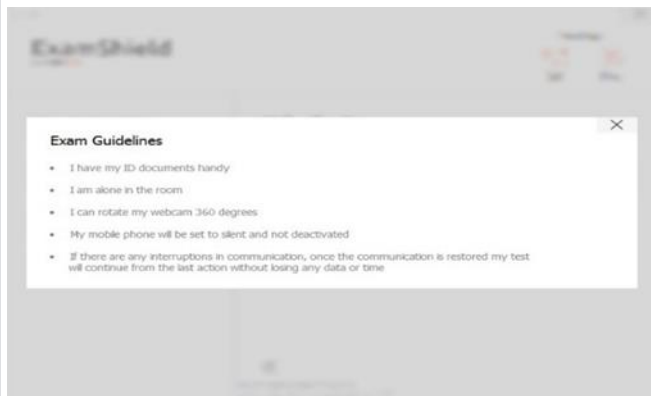 ExamShield
Exam Guidelines
• I have my ID documents handy
• I am alone in the room
• I can rotate my webcam 360 degrees
• My mobile phone will be set to silent and not deactivated
• If there are any interruptions in communication, once the communication is restored my test
will continue from the last action without losing any data or time